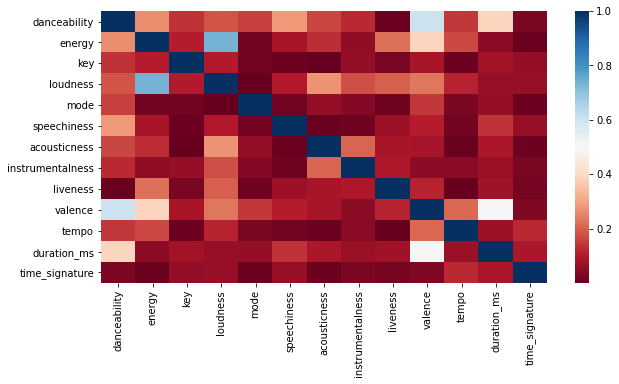 danceability
energy
key
loudness
mode
speechiness
acousticness
instrumentalness
liveness
valence
tempo
duration_ms
time_signature
danceability
energy
key
loudness
mode
speechiness
acousticness
instrumentalness
liveness
valence
tempo
duration_ms
time_signature
1.0
0.8
0.6
0.4
0.2